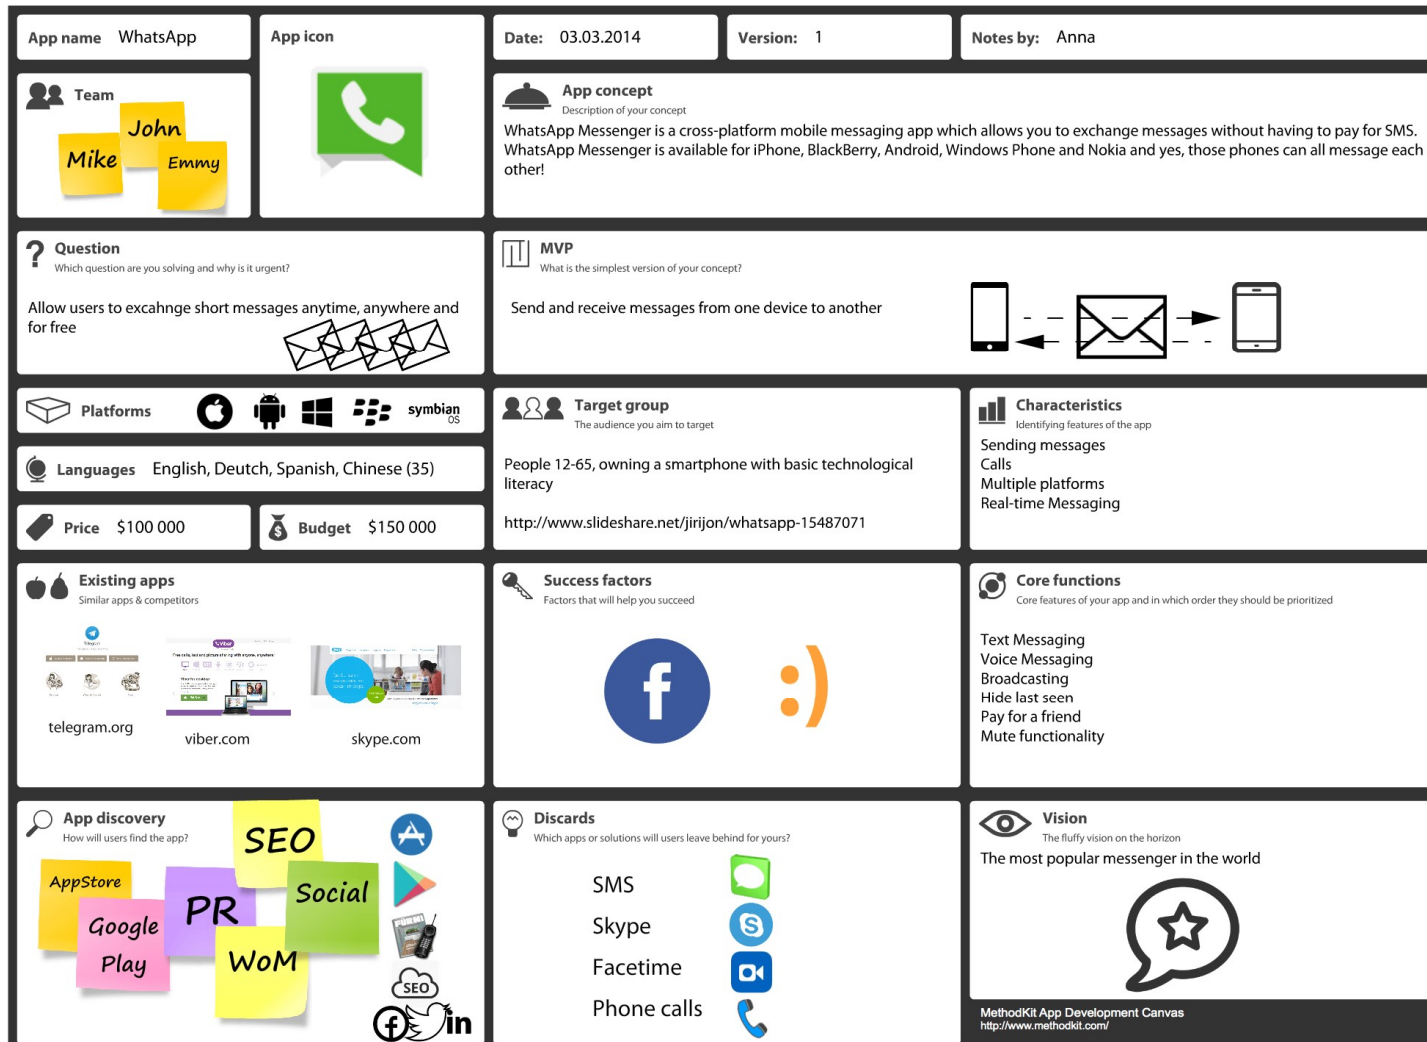 App name WhatsApp
App icon
Date: 03.03.2014
Version: 1
Notes by: Anna
Team
John
Mike
Emmy
App concept
Description of your concept
WhatsApp Messenger is a cross-platform mobile messaging app which allows you to exchange messages without having to pay for SMS.
WhatsApp Messenger is available for iPhone, BlackBerry, Android, Windows Phone and Nokia and yes, those phones can all message each
other!
Question
Which question are you solving and why is it urgent?
Allow users to excahnge short messages anytime, anywhere and
for free
MVP
What is the simplest version of your concept?
Send and receive messages from one device to another
Platforms
symbian
OS
Languages English, Deutch, Spanish, Chinese (35)
Price $100 000
Budget $150 000
Target group
The audience you aim to target
People 12-65, owning a smartphone with basic technological
literacy
http://www.slideshare.net/jirijon/whatsapp-15487071
Characteristics
Identifying features of the app
Sending messages
Calls
Multiple platforms
Real-time Messaging
Existing apps
Similar apps & competitors
Telegram
telegram.org
Viber
Free calls, text and picture sharing with anyone, anywhere!
viber.com
skype.com
Success factors
Factors that will help you succeed
f
:)
Core functions
Core features of your app and in which order they should be prioritized
Text Messaging
Voice Messaging
Broadcasting
Hide last seen
Pay for a friend
Mute functionality
App discovery
How will users find the app?
SEO
AppStore
Google
Play
PR
Social
WoM
SEO
in
Discards
Which apps or solutions will users leave behind for yours?
SMS
Skype
Facetime
Phone calls
Vision
The fluffy vision on the horizon
The most popular messenger in the world
MethodKit App Development Canvas
http://www.methodkit.com/